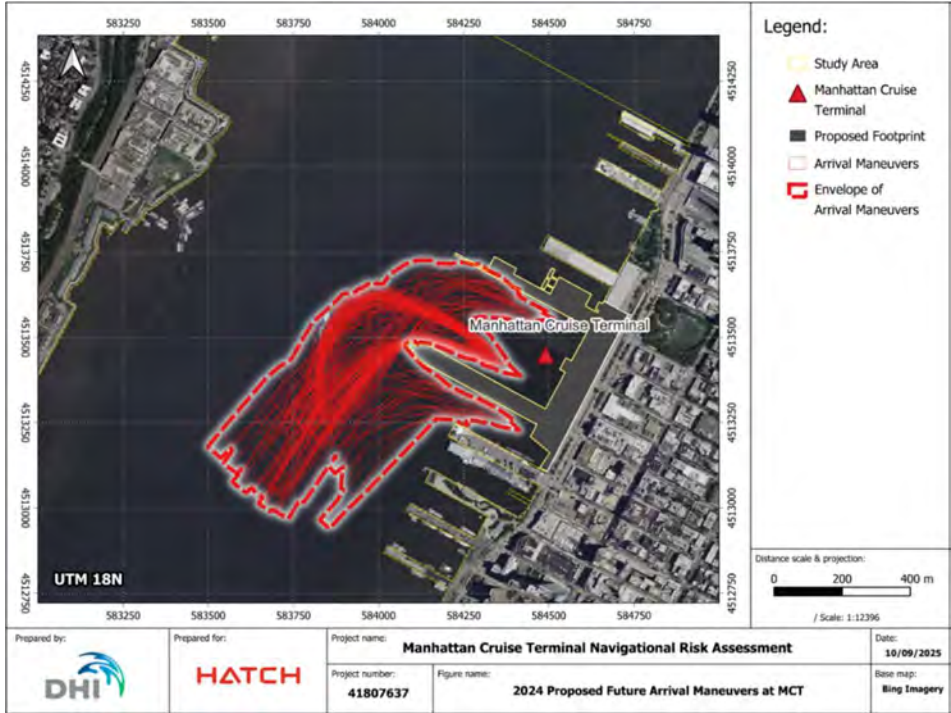 583250 583500 583750 584000 584250 584500 584750
4514250
4514000
4513750
4513500
4513250
4513000
4512750
4514250
4514000
4513750
4513500
4513250
4513000
4512750
Manhattan Cruise Terminal
UTM 18N
583250 583500 583750 584000 584250 584500 584750
Legend:
Study Area
Manhattan Cruise
Terminal
Proposed Footprint
Arrival Maneuvers
Envelope of
Arrival Maneuvers
Distance scale & projection:
0 200 400 m
/ Scale: 1:12396
Prepared by:
DHI
Prepared for:
HATCH
Project name:
Manhattan Cruise Terminal Navigational Risk Assessment
Project number:
41807637
Figure name:
2024 Proposed Future Arrival Maneuvers at MCT
Date:
10/09/2025
Base map:
Bing Imagery